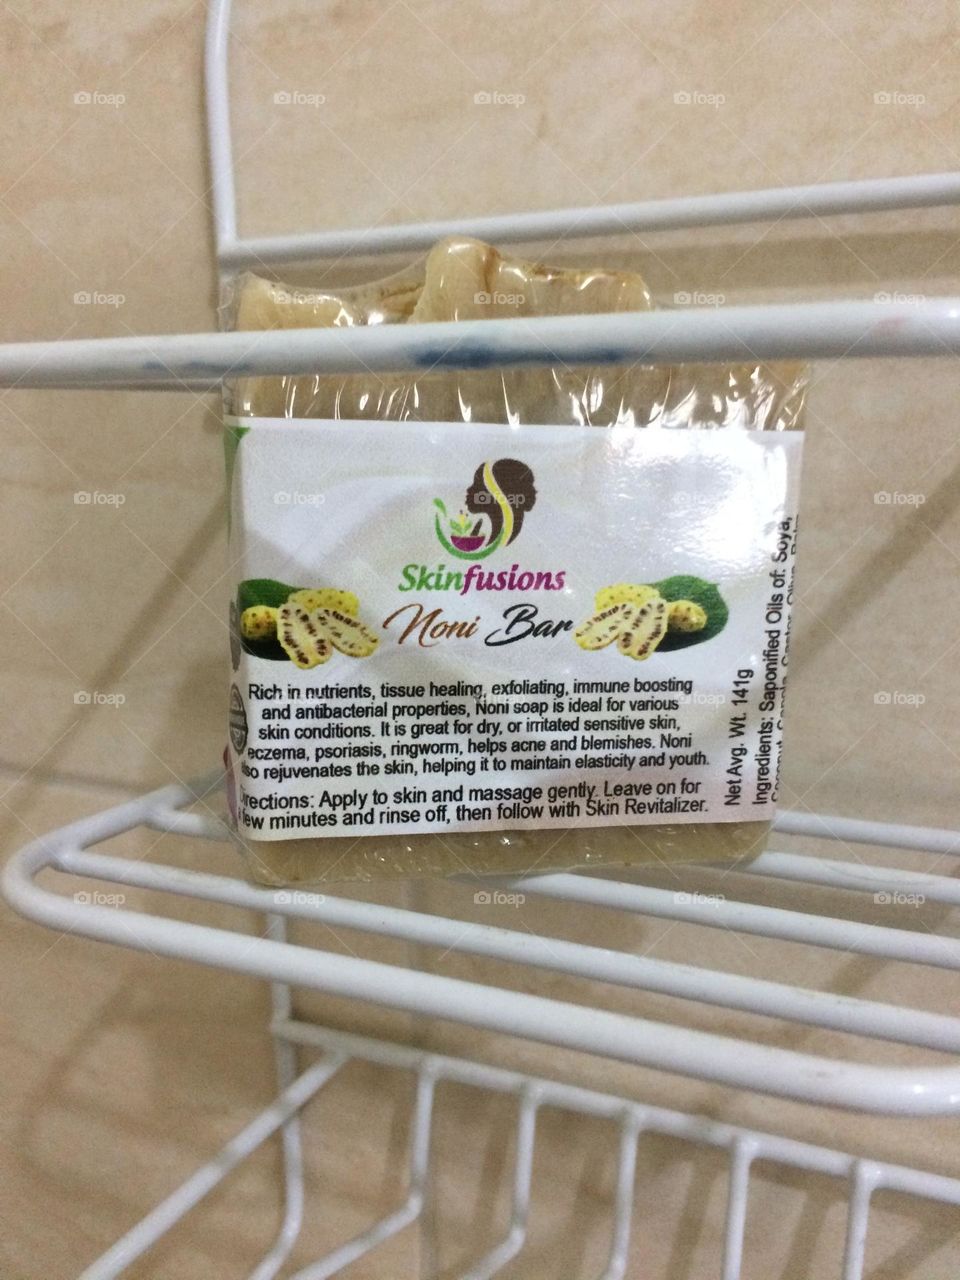 Skinfusions
Noni Bar
Rich in nutrients, tissue healing, exfoliating, immune boosting
and antibacterial properties, Noni soap is ideal for various
skin conditions. It is great for dry, or irritated sensitive skin,
eczema, psoriasis, ringworm, helps acne and blemishes. Noni
also rejuvenates the skin, helping it to maintain elasticity and youth.
Directions: Apply to skin and massage gently. Leave on for
few minutes and rinse off, then follow with Skin Revitalizer.
Net Avg. Wt. 141g
Ingredients: Saponified Oils of: Soya,
foap